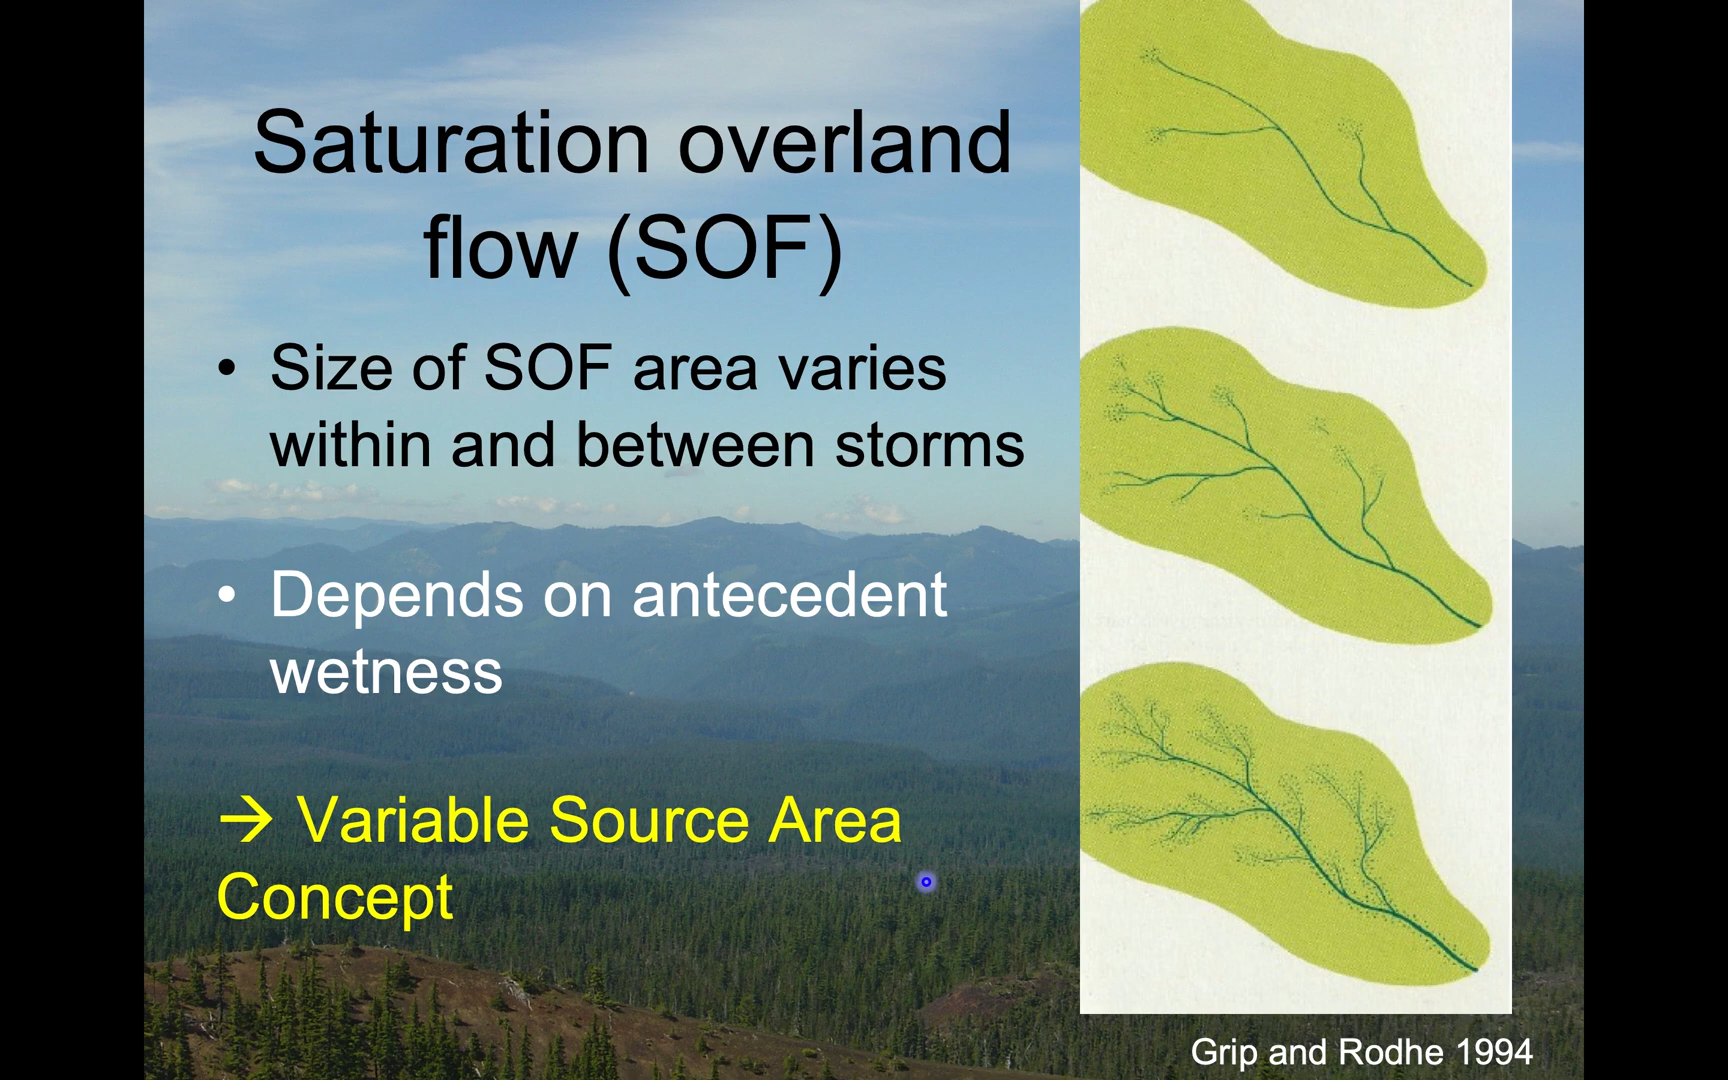 Saturation overland
flow (SOF)
• Size of SOF area varies
within and between storms
• Depends on antecedent
wetness
→ Variable Source Area
Concept
Grip and Rodhe 1994